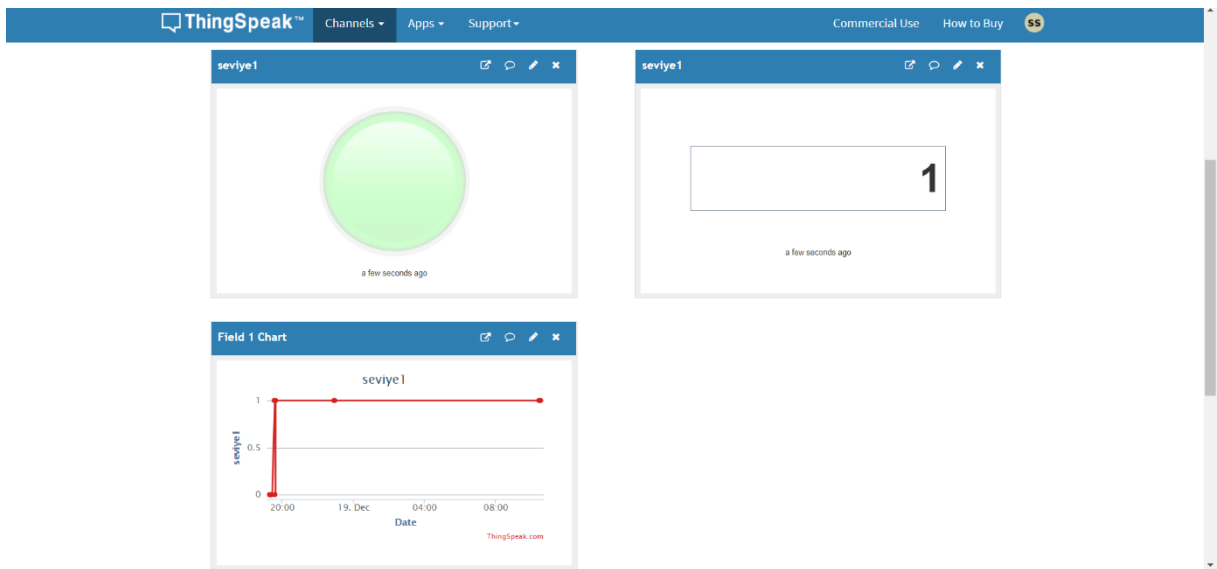 ThingSpeak™ Channels Apps Support Commercial Use How to Buy SS
seviye1
a few seconds ago
seviye1
1
a few seconds ago
Field 1 Chart
seviye1
1
0.5
0
seviye1
20:00 19. Dec 04:00 08:00
Date
ThingSpeak.com